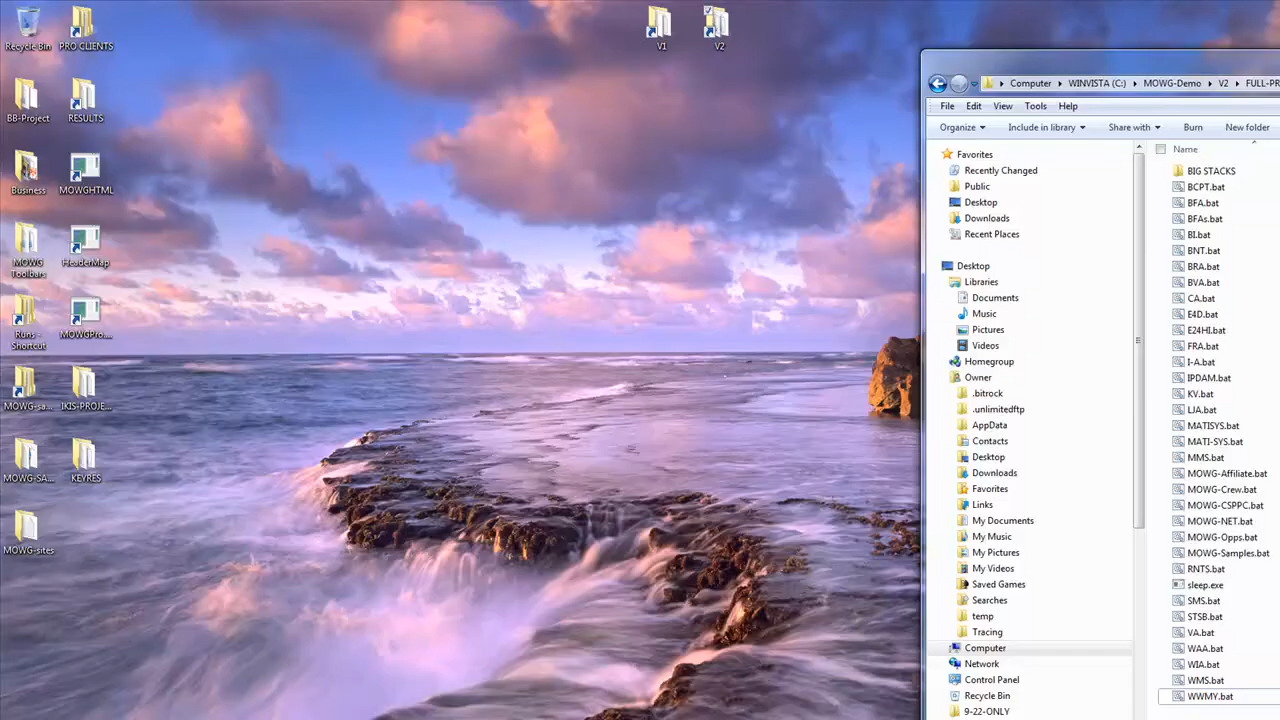 Recycle Bin
PRO CLIENTS
BB-Project
RESULTS
Business
MOWGHTML
MOWG
Toolbars
HeaderMap
Runs -
Shortcut
MOWGPro...
MOWG-sa...
IKIS-PROJE...
MOWG-SA...
KEYRES
MOWG-sites
V1
V2
Computer
WINVISTA (C:)
MOWG-Demo
V2
FULL-PR
File
Edit
View
Tools
Help
Organize
Include in library
Share with
Burn
New folder
Favorites
Recently Changed
Public
Desktop
Downloads
Recent Places
Desktop
Libraries
Documents
Music
Pictures
Videos
Homegroup
Owner
.bitrock
.unlimitedftp
AppData
Contacts
Desktop
Downloads
Favorites
Links
My Documents
My Music
My Pictures
My Videos
Saved Games
Searches
temp
Tracing
Computer
Network
Control Panel
Recycle Bin
9-22-ONLY
Name
BIG STACKS
BCPT.bat
BFA.bat
BFAs.bat
BI.bat
BNT.bat
BRA.bat
BVA.bat
CA.bat
E4D.bat
E24HI.bat
FRA.bat
I-A.bat
IPDAM.bat
KV.bat
LJA.bat
MATISYS.bat
MATI-SYS.bat
MMS.bat
MOWG-Affiliate.bat
MOWG-Crew.bat
MOWG-CSPPC.bat
MOWG-NET.bat
MOWG-Opps.bat
MOWG-Samples.bat
RNTS.bat
sleep.exe
SMS.bat
STSB.bat
VA.bat
WAA.bat
WIA.bat
WMS.bat
WWMY.bat